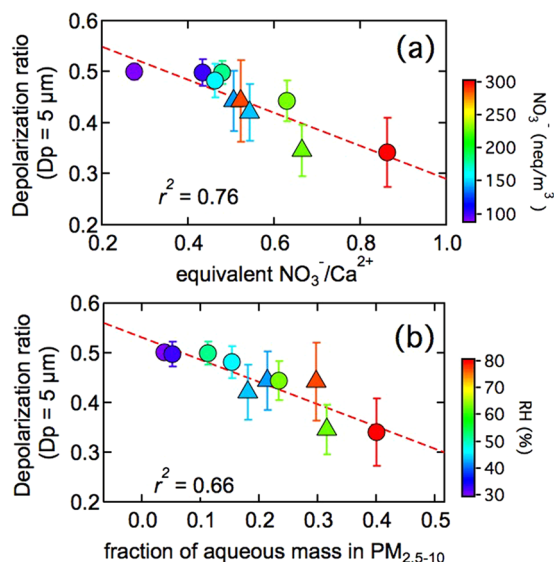 0.6
0.5
0.4
0.3
0.2
Depolarization ratio
(Dp = 5 µm)
(a)
r² = 0.76
0.2 0.4 0.6 0.8 1.0
equivalent NO₃⁻/Ca²⁺
300
250
200
150
100
NO₃⁻ (neq/m³)
0.6
0.5
0.4
0.3
0.2
Depolarization ratio
(Dp = 5 µm)
(b)
r² = 0.66
0.0 0.1 0.2 0.3 0.4 0.5
fraction of aqueous mass in PM₂.₅₋₁₀
80
70
60
50
40
30
RH (%)